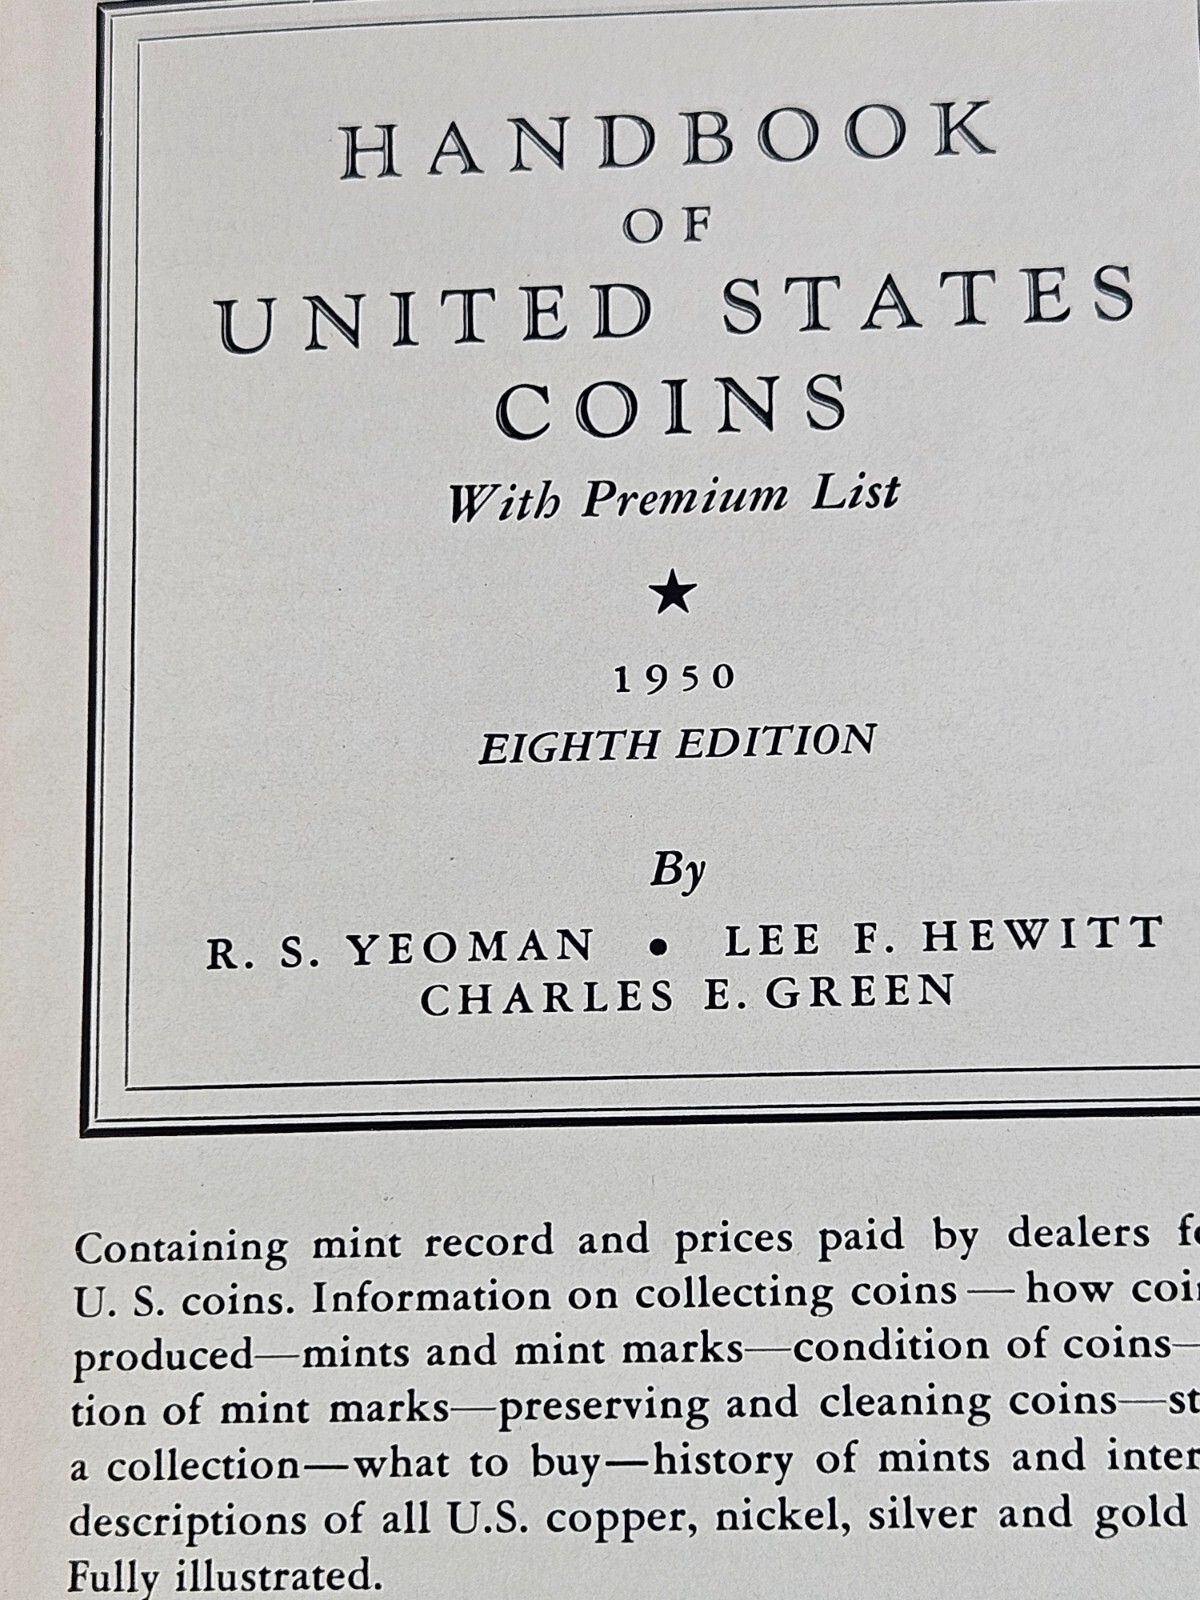 HANDBOOK
OF
UNITED STATES
COINS
With Premium List
★
1950
EIGHTH EDITION
By
R. S. YEOMAN • LEE F. HEWITT
CHARLES E. GREEN
Containing mint record and prices paid by dealers
U. S. coins. Information on collecting coins — how
produced—mints and mint marks—condition of coins—
tion of mint marks—preserving and cleaning coins—
a collection—what to buy—history of mints and
descriptions of all U.S. copper, nickel, silver and gold
Fully illustrated.